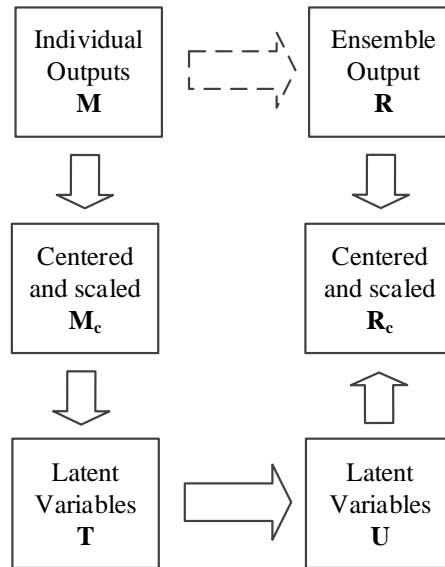 Individual
Outputs
M
Ensemble
Output
R
Centered
and scaled
Mc
Centered
and scaled
Rc
Latent
Variables
T
Latent
Variables
U